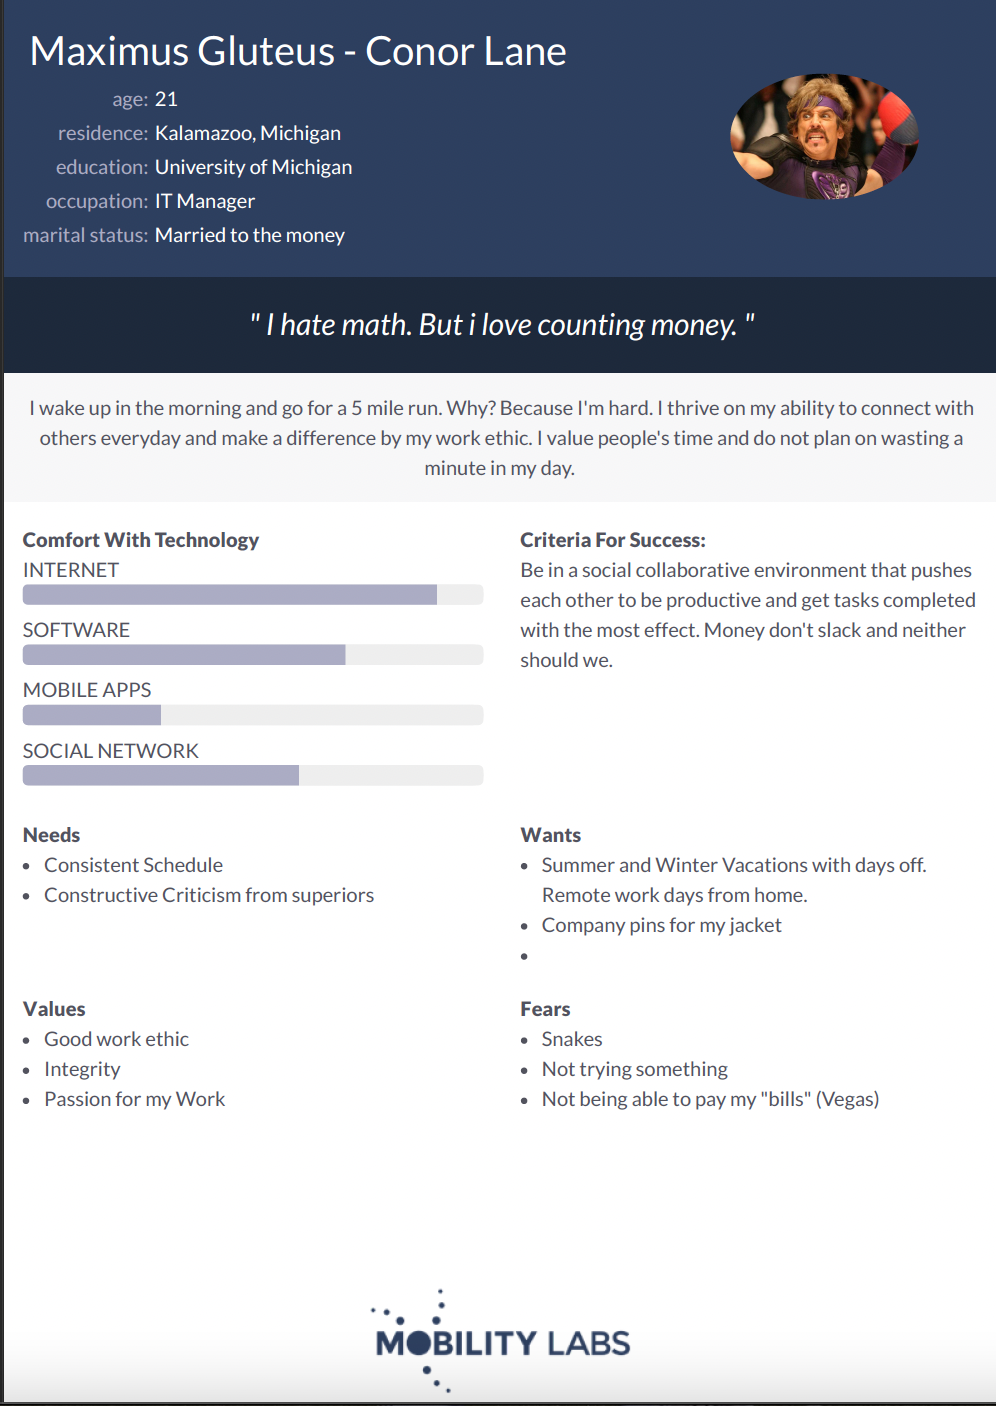 Maximus Gluteus - Conor Lane
age: 21
residence: Kalamazoo, Michigan
education: University of Michigan
occupation: IT Manager
marital status: Married to the money
" I hate math. But i love counting money. "
I wake up in the morning and go for a 5 mile run. Why? Because I'm hard. I thrive on my ability to connect with
others everyday and make a difference by my work ethic. I value people's time and do not plan on wasting a
minute in my day.
Comfort With Technology
INTERNET
SOFTWARE
MOBILE APPS
SOCIAL NETWORK
Criteria For Success:
Be in a social collaborative environment that pushes
each other to be productive and get tasks completed
with the most effect. Money don't slack and neither
should we.
Needs
• Consistent Schedule
• Constructive Criticism from superiors
Wants
• Summer and Winter Vacations with days off.
Remote work days from home.
• Company pins for my jacket
•
Values
• Good work ethic
• Integrity
• Passion for my Work
Fears
• Snakes
• Not trying something
• Not being able to pay my "bills" (Vegas)
MOBILITY LABS